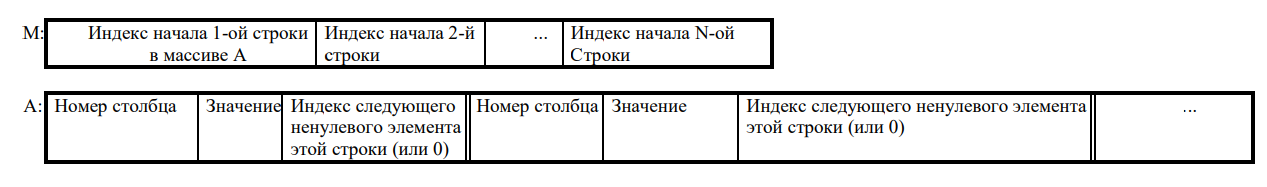 M: Индекс начала 1-ой строки в массиве А Индекс начала 2-й строки ... Индекс начала N-ой Строки
A: Номер столбца Значение Индекс следующего ненулевого элемента этой строки (или 0) Номер столбца Значение Индекс следующего ненулевого элемента этой строки (или 0) ...